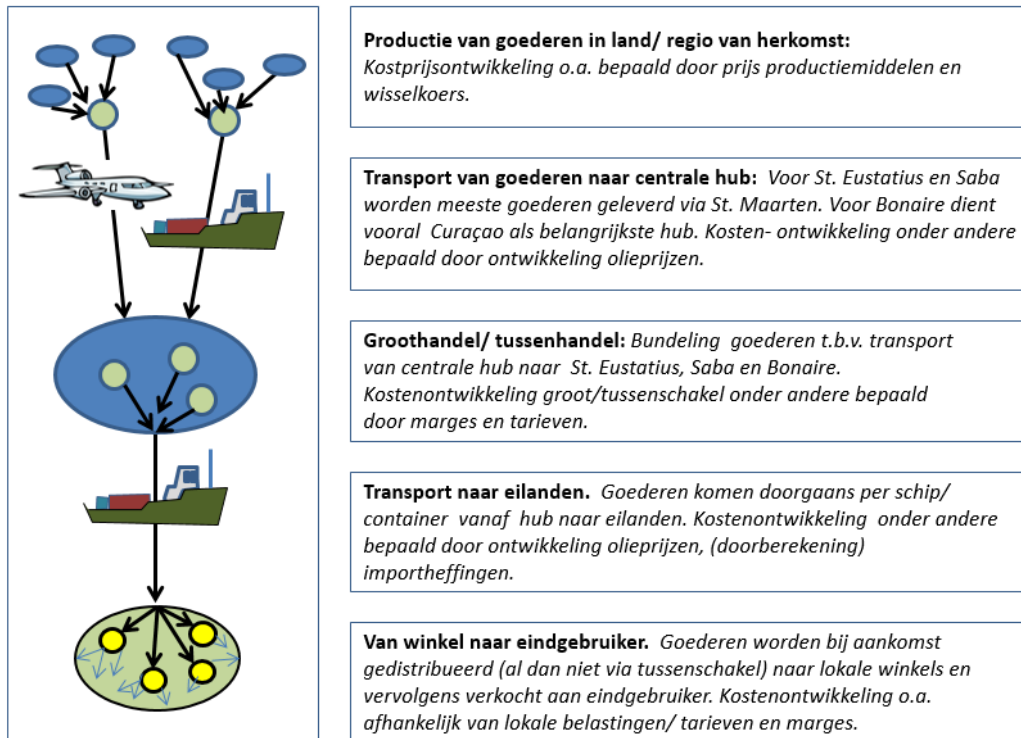 Productie van goederen in land/ regio van herkomst:
Kostprijsontwikkeling o.a. bepaald door prijs productiemiddelen en
wisselkoers.
Transport van goederen naar centrale hub: Voor St. Eustatius en Saba
worden meeste goederen geleverd via St. Maarten. Voor Bonaire dient
vooral Curaçao als belangrijkste hub. Kosten- ontwikkeling onder andere
bepaald door ontwikkeling olieprijzen.
Groothandel/ tussenhandel: Bundeling goederen t.b.v. transport
van centrale hub naar St. Eustatius, Saba en Bonaire.
Kostenontwikkeling groot/tussenschakel onder andere bepaald
door marges en tarieven.
Transport naar eilanden. Goederen komen doorgaans per schip/
container vanaf hub naar eilanden. Kostenontwikkeling onder andere
bepaald door ontwikkeling olieprijzen, (doorberekening)
importheffingen.
Van winkel naar eindgebruiker. Goederen worden bij aankomst
gedistribueerd (al dan niet via tussenschakel) naar lokale winkels en
vervolgens verkocht aan eindgebruiker. Kostenontwikkeling o.a.
afhankelijk van lokale belastingen/ tarieven en marges.